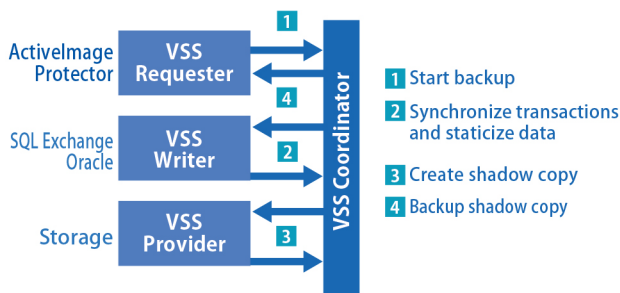 ActiveImage
Protector
VSS
Requester
1
4
SQL Exchange
Oracle
VSS
Writer
2
Storage
VSS
Provider
3
VSS Coordinator
1 Start backup
2 Synchronize transactions
and staticize data
3 Create shadow copy
4 Backup shadow copy